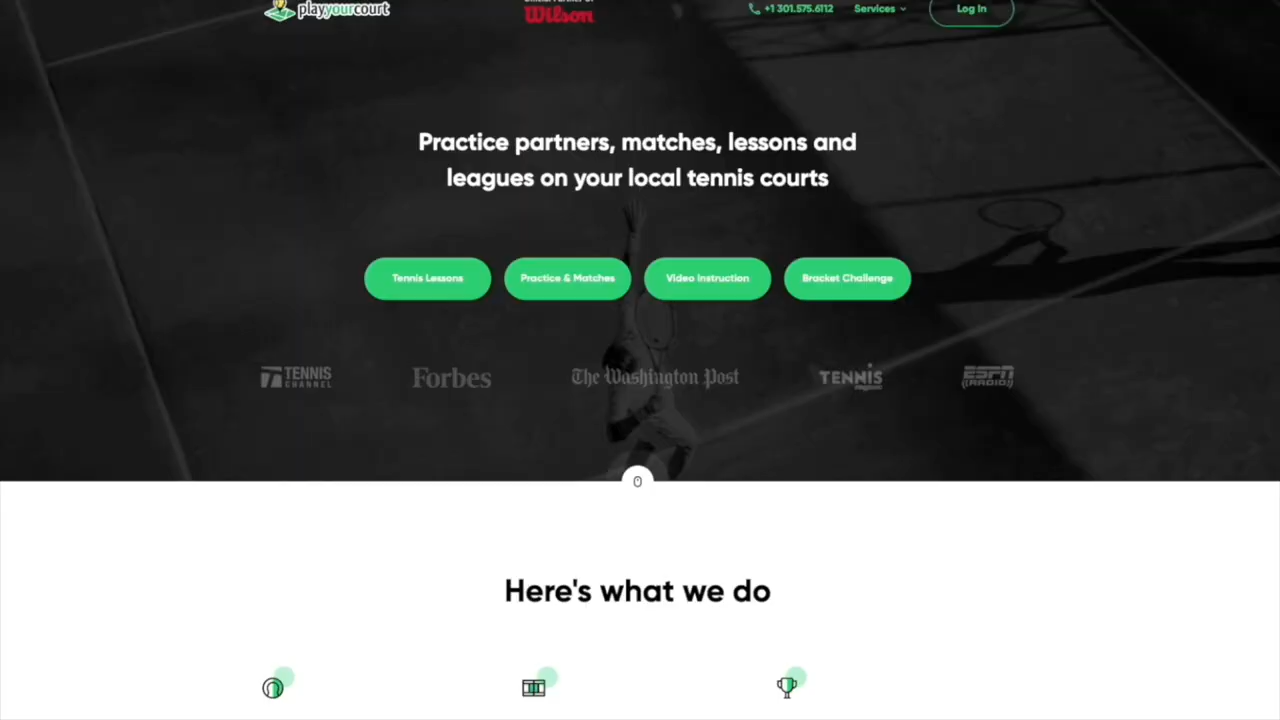 playyourcourt
Wilson
+1 301.575.6112
Services
Log In
Practice partners, matches, lessons and
leagues on your local tennis courts
Tennis Lessons
Practice & Matches
Video Instruction
Bracket Challenge
TENNIS
CHANNEL
Forbes
The Washington Post
TENNIS
ESPN
RADIO
Here's what we do